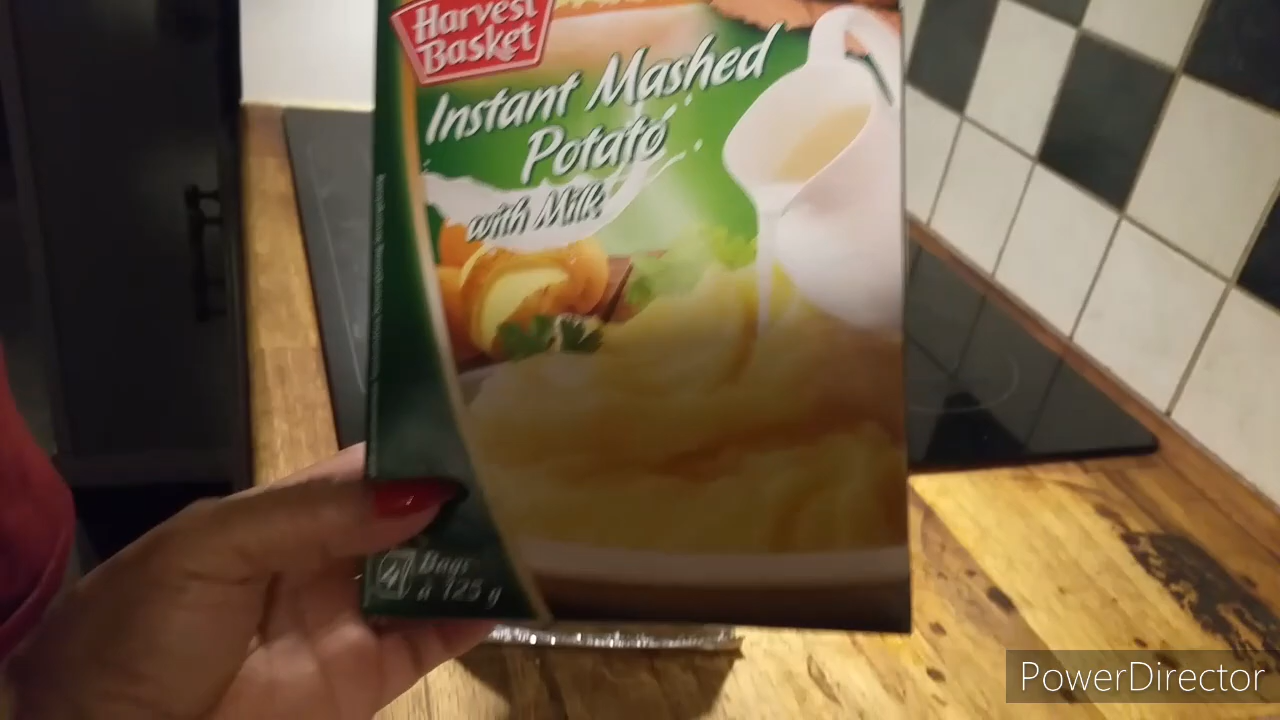 Harvest
Basket
Instant Mashed
Potato
with Milk
4 Bags
à 125 g
PowerDirector